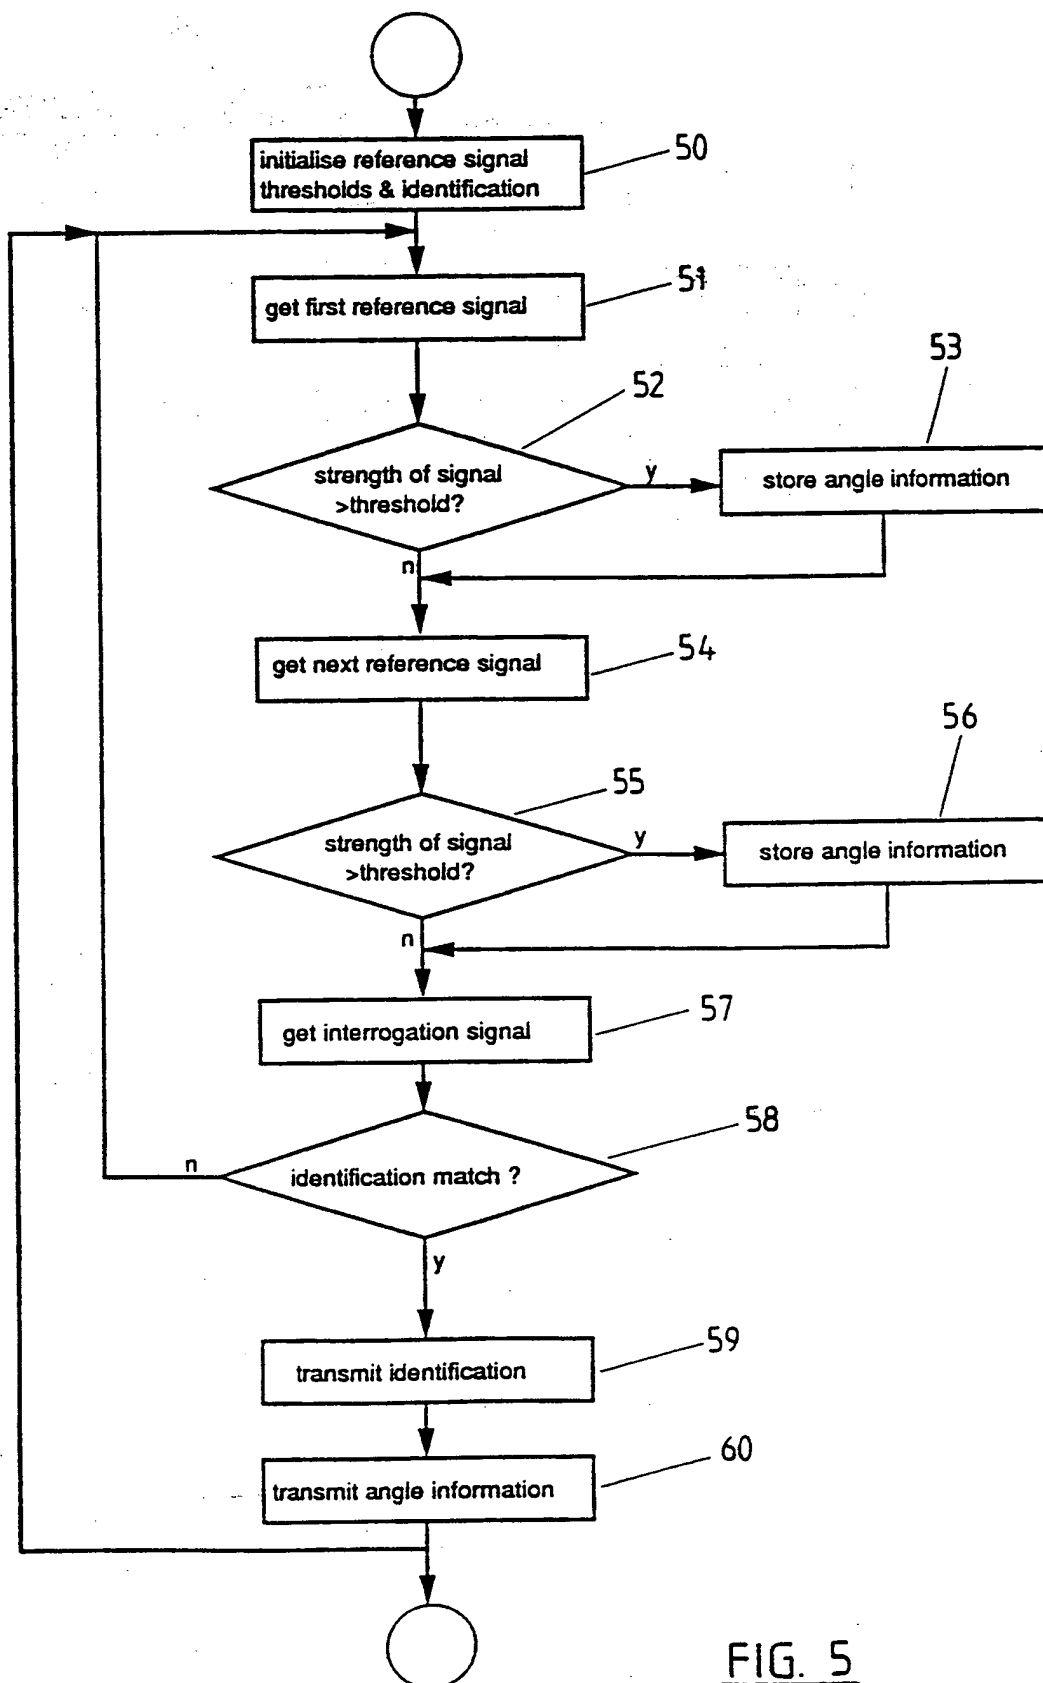 initialise reference signal
thresholds & identification
50
get first reference signal
51
52
53
strength of signal
>threshold?
y
store angle information
n
get next reference signal
54
56
55
strength of signal
>threshold?
y
store angle information
n
get interrogation signal
57
58
n
identification match ?
y
59
transmit identification
60
transmit angle information
FIG. 5